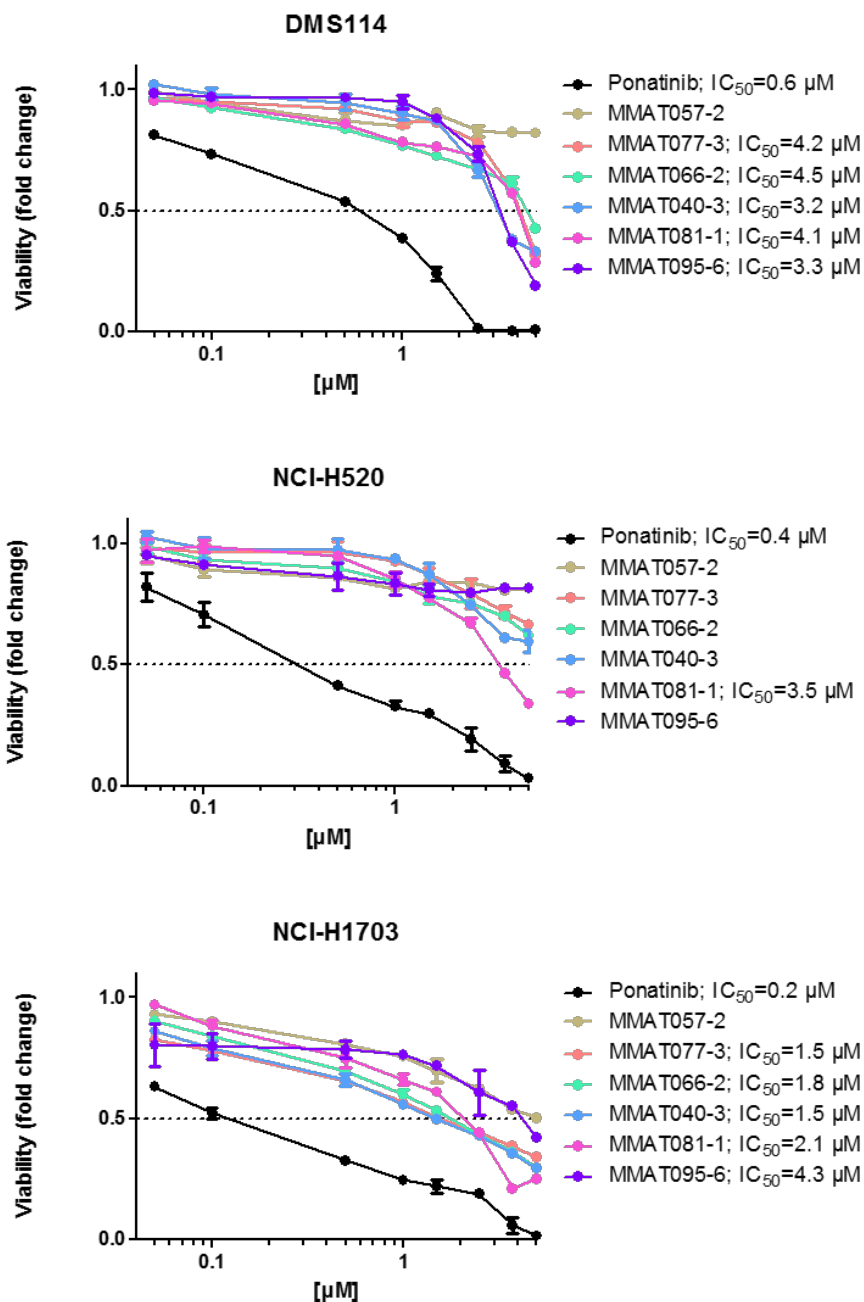 DMS114
Viability (fold change)
1.0
0.5
0.0
0.1
1
[µM]
Ponatinib; IC50=0.6 µM
MMAT057-2
MMAT077-3; IC50=4.2 µM
MMAT066-2; IC50=4.5 µM
MMAT040-3; IC50=3.2 µM
MMAT081-1; IC50=4.1 µM
MMAT095-6; IC50=3.3 µM
NCI-H520
Viability (fold change)
1.0
0.5
0.0
0.1
1
[µM]
Ponatinib; IC50=0.4 µM
MMAT057-2
MMAT077-3
MMAT066-2
MMAT040-3
MMAT081-1; IC50=3.5 µM
MMAT095-6
NCI-H1703
Viability (fold change)
1.0
0.5
0.0
0.1
1
[µM]
Ponatinib; IC50=0.2 µM
MMAT057-2
MMAT077-3; IC50=1.5 µM
MMAT066-2; IC50=1.8 µM
MMAT040-3; IC50=1.5 µM
MMAT081-1; IC50=2.1 µM
MMAT095-6; IC50=4.3 µM